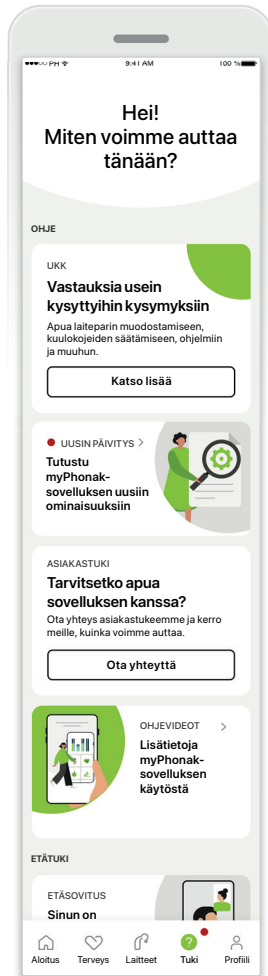 PH
9:41 AM
100 %
Hei!
Miten voimme auttaa
tänään?
OHJE
UKK
Vastauksia usein
kysyttyihin kysymyksiin
Apua laiteparin muodostamiseen,
kuulokojeiden säätämiseen, ohjelmiin
ja muuhun.
Katso lisää
UUSIN PÄIVITYS
Tutustu
myPhonak-
sovelluksen uusiin
ominaisuuksiin
ASIAKASTUKI
Tarvitsetko apua
sovelluksen kanssa?
Ota yhteys asiakastukeemme ja kerro
meille, kuinka voimme auttaa.
Ota yhteyttä
OHJEVIDEOT
Lisätietoja
myPhonak-
sovelluksen
käytöstä
ETÄTUKI
ETÄSOVITUS
Sinun on
Aloitus
Terveys
Laitteet
Tuki
Profiili